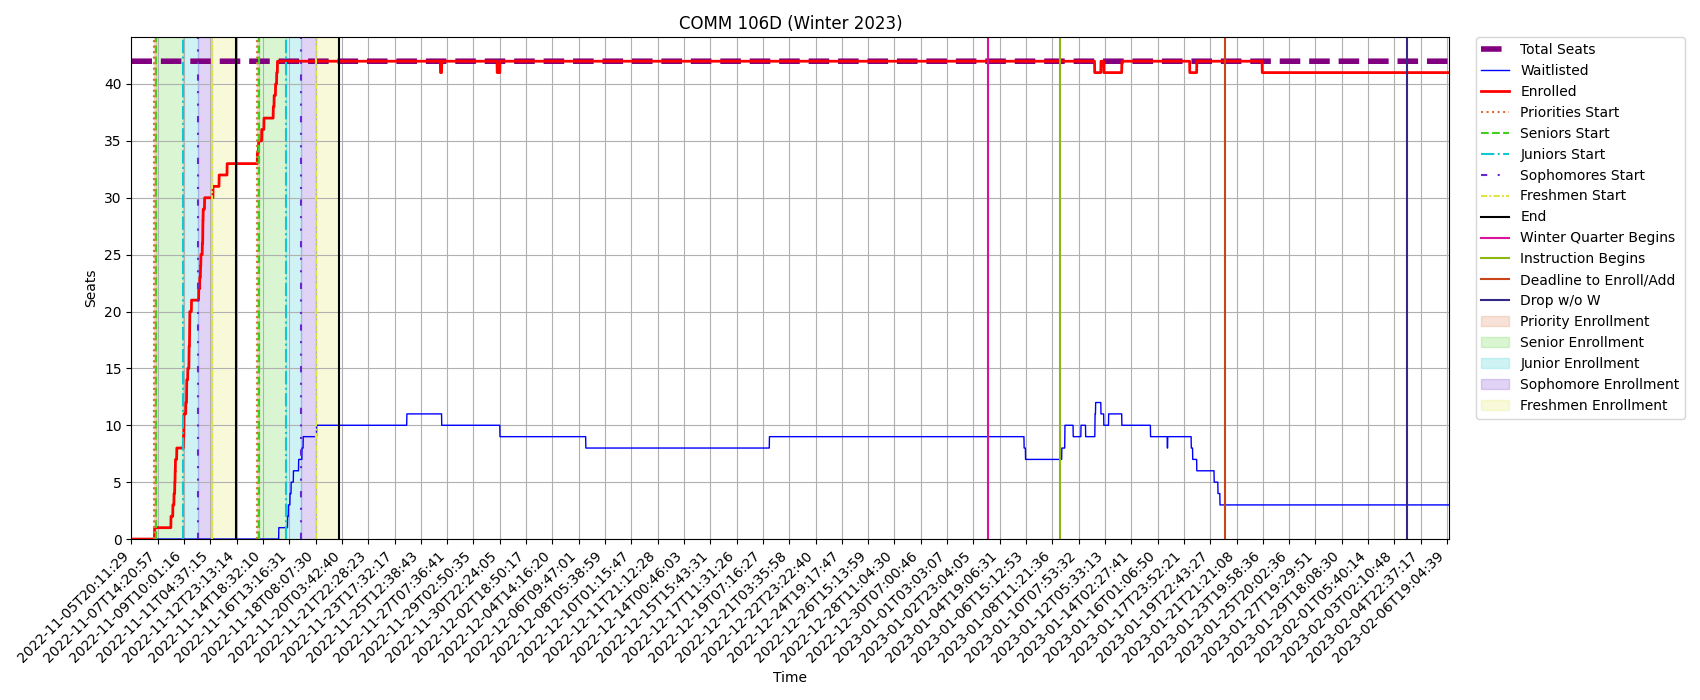 COMM 106D (Winter 2023)
Seats
40
35
30
25
20
15
10
5
0
2022-11-05T20:11:29
2022-11-07T14:20:57
2022-11-09T10:01:16
2022-11-11T04:37:15
2022-11-12T23:13:14
2022-11-14T18:32:10
2022-11-16T13:16:31
2022-11-18T08:07:30
2022-11-20T03:42:40
2022-11-21T22:28:23
2022-11-23T17:32:17
2022-11-25T12:38:43
2022-11-27T07:36:41
2022-11-29T02:50:35
2022-11-30T22:24:05
2022-12-02T18:50:17
2022-12-04T14:16:20
2022-12-06T09:47:01
2022-12-08T05:38:59
2022-12-10T01:15:47
2022-12-11T21:12:28
2022-12-14T00:46:03
2022-12-15T15:43:31
2022-12-17T11:31:26
2022-12-19T07:16:27
2022-12-21T03:35:58
2022-12-22T23:22:40
2022-12-24T19:17:47
2022-12-26T15:13:59
2022-12-28T11:04:30
2022-12-30T07:00:46
2023-01-01T03:03:07
2023-01-02T23:04:05
2023-01-04T19:06:31
2023-01-06T15:12:53
2023-01-08T11:21:36
2023-01-10T07:53:32
2023-01-12T05:33:13
2023-01-14T02:27:41
2023-01-16T01:06:50
2023-01-17T23:52:21
2023-01-19T22:43:27
2023-01-21T21:21:08
2023-01-23T19:58:36
2023-01-25T20:02:36
2023-01-27T19:29:51
2023-01-29T18:08:30
2023-02-01T05:40:14
2023-02-03T02:10:48
2023-02-04T22:37:17
2023-02-06T19:04:39
Time
Total Seats
Waitlisted
Enrolled
Priorities Start
Seniors Start
Juniors Start
Sophomores Start
Freshmen Start
End
Winter Quarter Begins
Instruction Begins
Deadline to Enroll/Add
Drop w/o W
Priority Enrollment
Senior Enrollment
Junior Enrollment
Sophomore Enrollment
Freshmen Enrollment